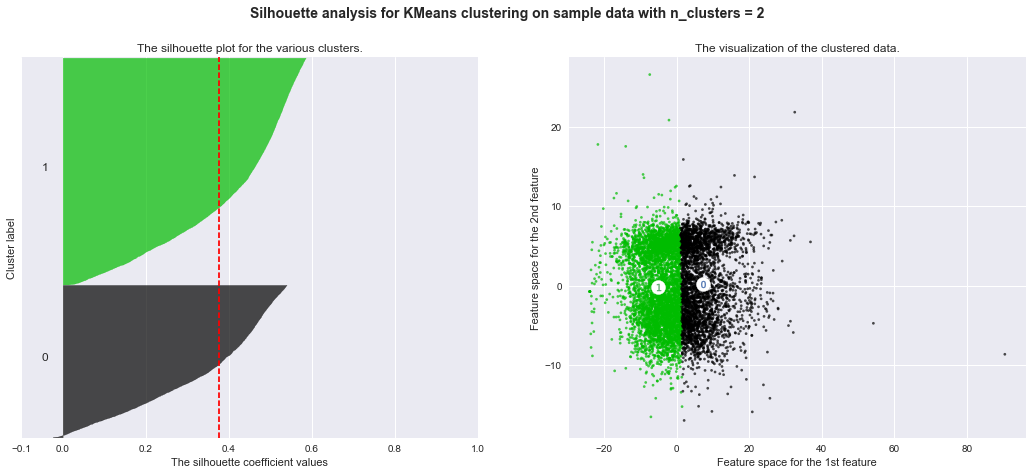 Silhouette analysis for KMeans clustering on sample data with n_clusters = 2
The silhouette plot for the various clusters.
Cluster label
1
0
−0.1 0.0 0.2 0.4 0.6 0.8 1.0
The silhouette coefficient values
The visualization of the clustered data.
Feature space for the 2nd feature
20
10
0
−10
1 0
−20 0 20 40 60 80
Feature space for the 1st feature